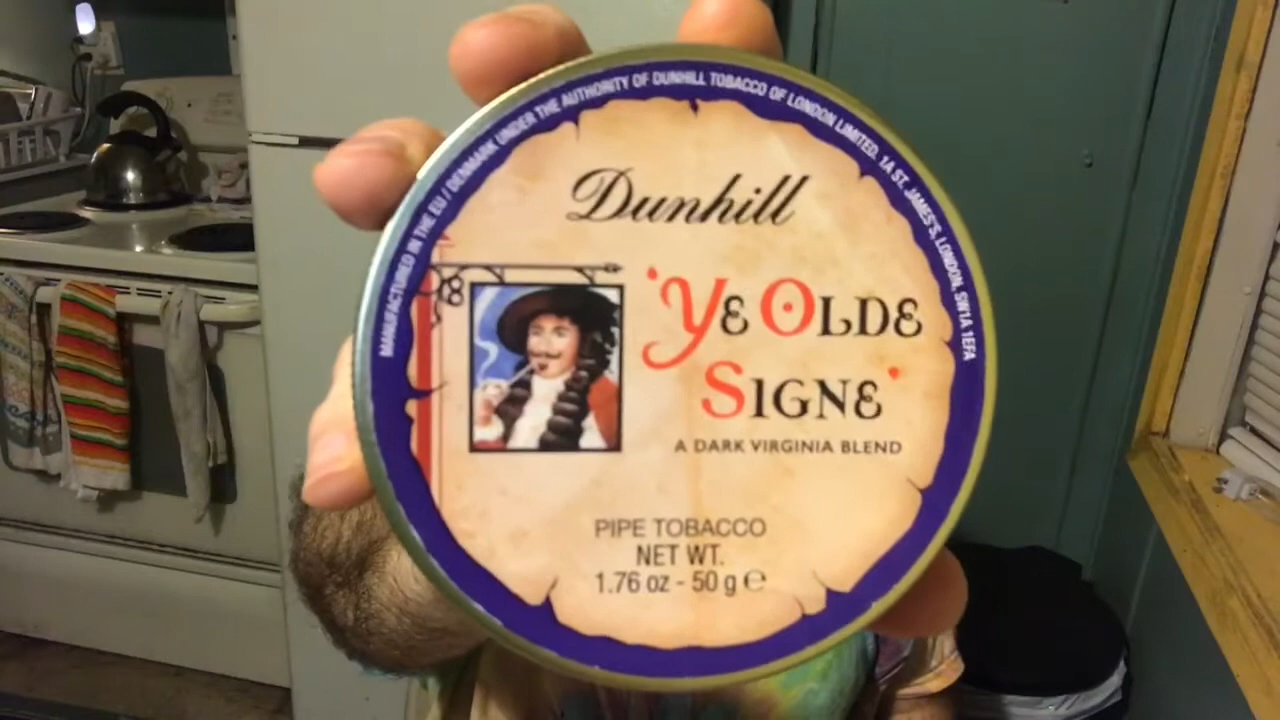 MANUFACTURED IN THE EU / DENMARK UNDER THE AUTHORITY OF DUNHILL TOBACCO OF LONDON LIMITED, 1A ST. JAMES'S, LONDON, SW1A 1EFA
Dunhill
'YE OLDE
SIGNE'
A DARK VIRGINIA BLEND
PIPE TOBACCO
NET WT.
1.76 oz - 50 g ℮